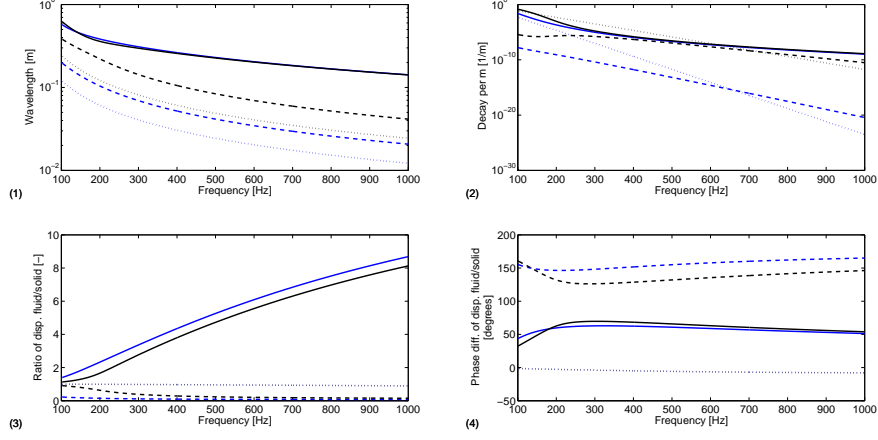 10^0
10^-1
10^-2
Wavelength [m]
100 200 300 400 500 600 700 800 900 1000
Frequency [Hz]
(1)
10^0
10^-10
10^-20
10^-30
Decay per m [1/m]
100 200 300 400 500 600 700 800 900 1000
Frequency [Hz]
(2)
10
8
6
4
2
0
Ratio of disp. fluid/solid [-]
100 200 300 400 500 600 700 800 900 1000
Frequency [Hz]
(3)
200
150
100
50
0
-50
Phase diff. of disp. fluid/solid
[degrees]
100 200 300 400 500 600 700 800 900 1000
Frequency [Hz]
(4)